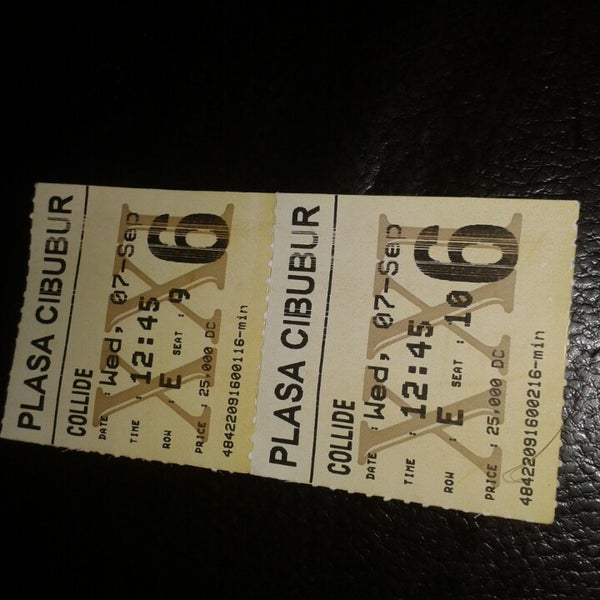 PLASA CIBUBUR
COLLIDE
DATE : Wed, 07-Sep
TIME : 12:45
ROW : E SEAT : 9
PRICE : 25,000 DC
6
XXI
48422091600116-min
PLASA CIBUBUR
COLLIDE
DATE : Wed, 07-Sep
TIME : 12:45
ROW : E SEAT : 10
PRICE : 25,000 DC
6
XXI
48422091600216-min